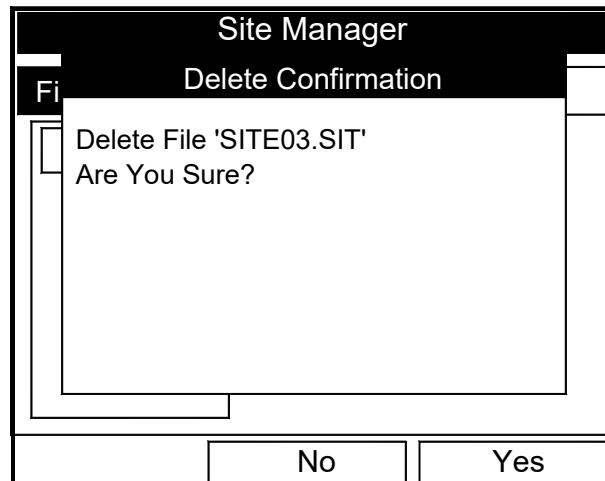 Site Manager
Delete Confirmation
Fi
Delete File 'SITE03.SIT'
Are You Sure?
No
Yes